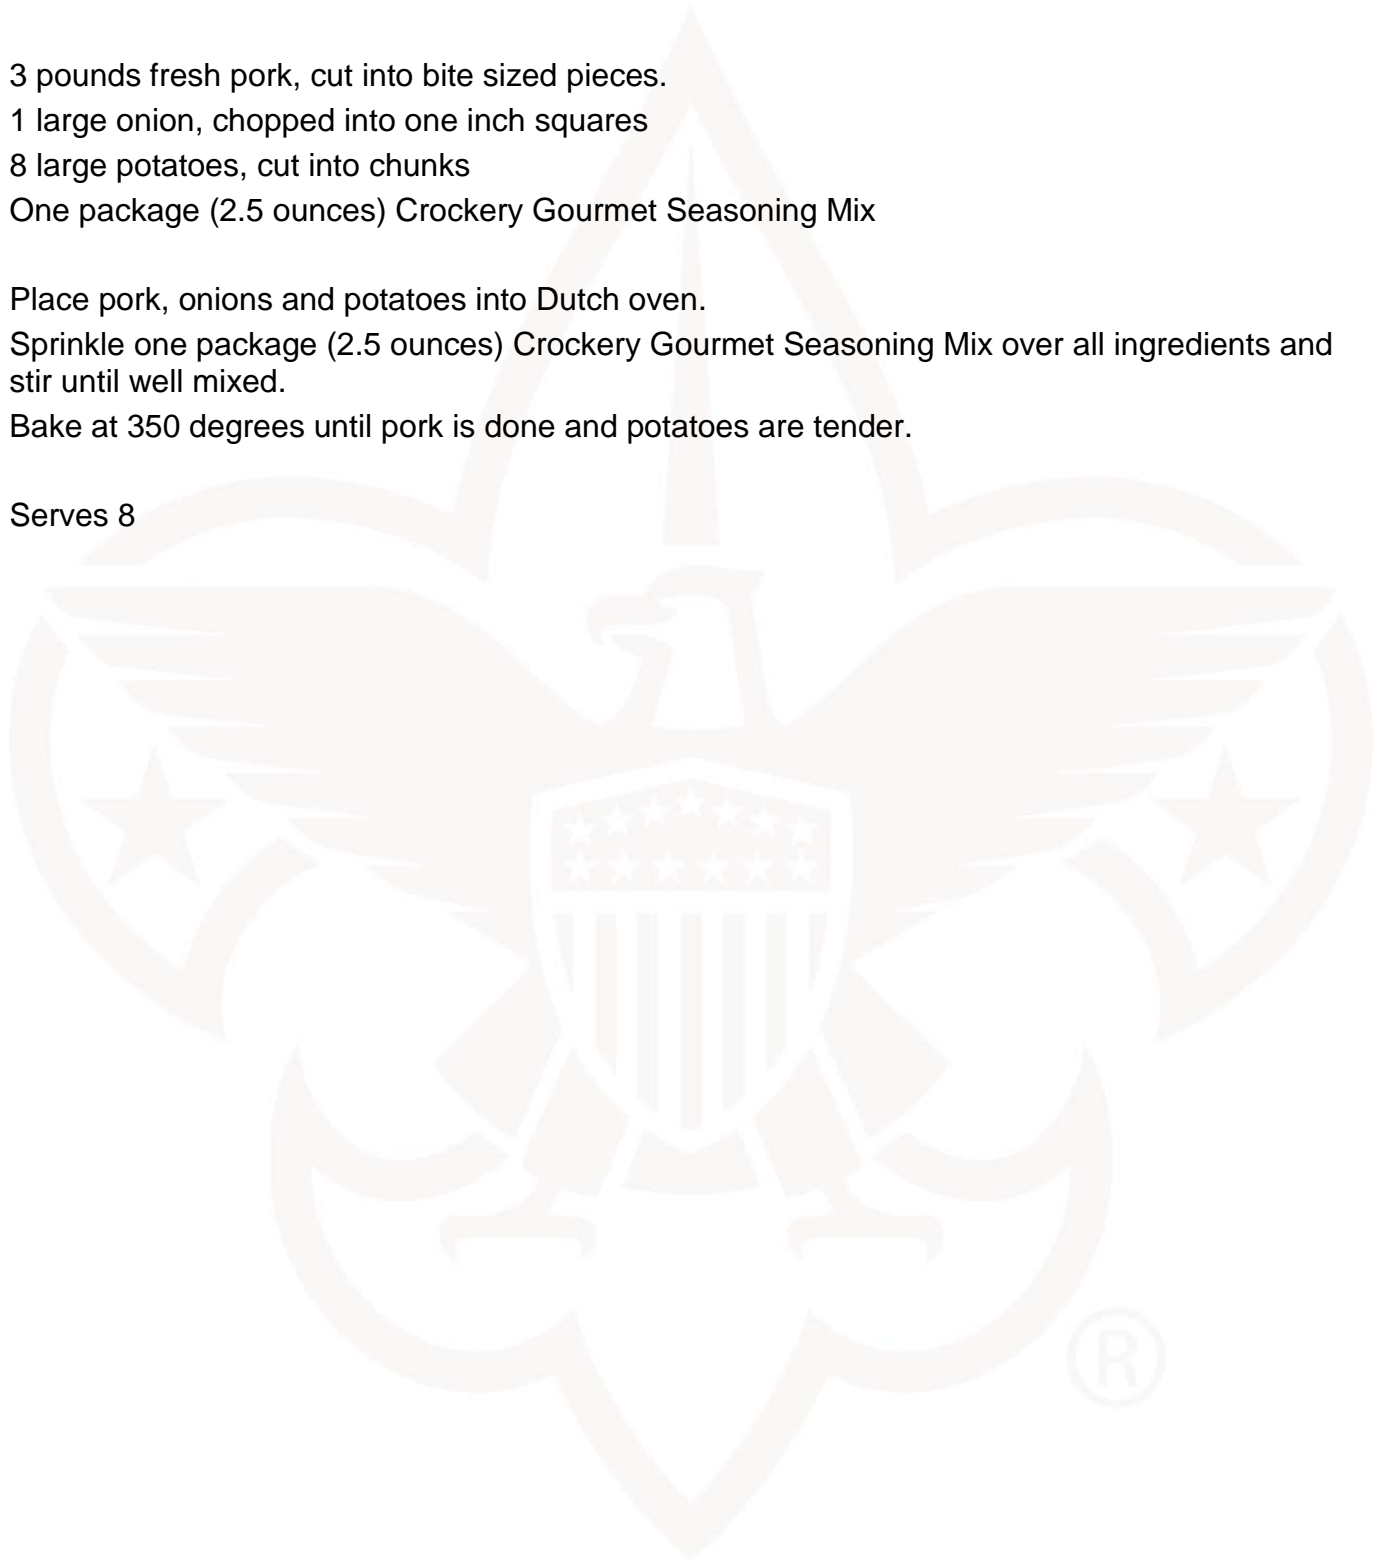 3 pounds fresh pork, cut into bite sized pieces.
1 large onion, chopped into one inch squares
8 large potatoes, cut into chunks
One package (2.5 ounces) Crockery Gourmet Seasoning Mix
Place pork, onions and potatoes into Dutch oven.
Sprinkle one package (2.5 ounces) Crockery Gourmet Seasoning Mix over all ingredients and
stir until well mixed.
Bake at 350 degrees until pork is done and potatoes are tender.
Serves 8
®